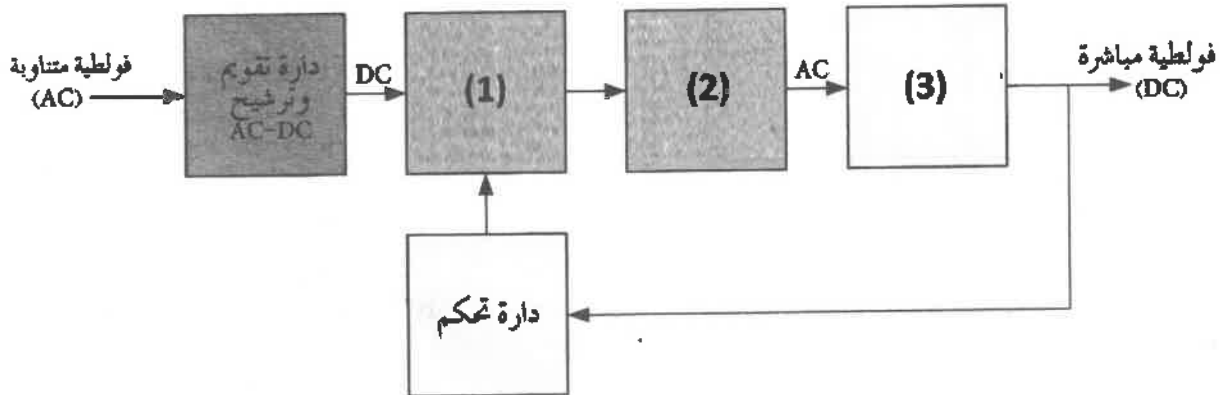 فولطية متناوبة
(AC)
دارة تقويم
وترشيح
AC-DC
DC
(1)
(2)
AC
(3)
فولطية مباشرة
(DC)
دارة تحكم